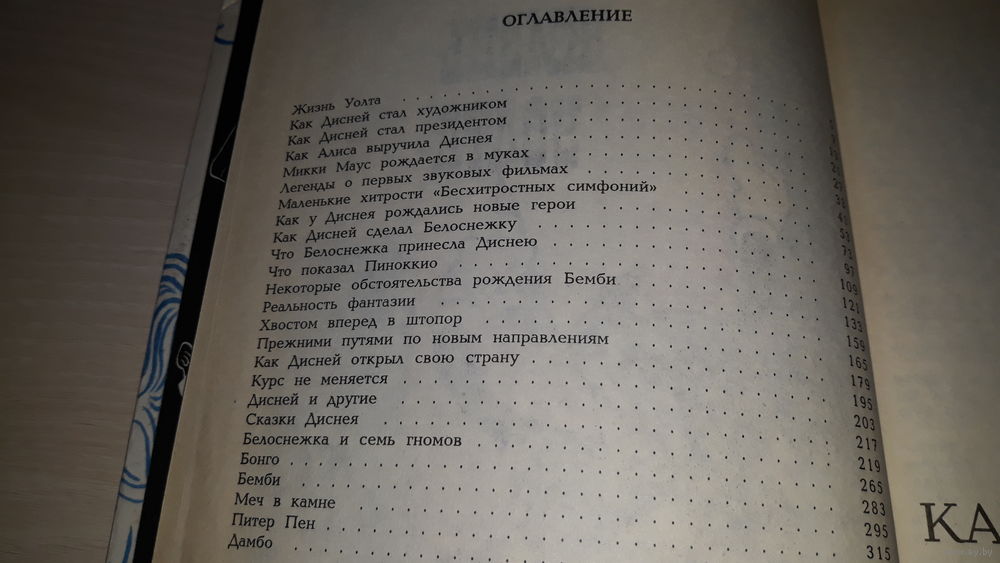 ОГЛАВЛЕНИЕ
Жизнь Уолта
Как Дисней стал художником
Как Дисней стал президентом
Как Алиса выручила Диснея
Микки Маус рождается в муках
Легенды о первых звуковых фильмах
Маленькие хитрости «Бесхитростных симфоний»
Как у Диснея рождались новые герои 51
Как Дисней сделал Белоснежку 73
Что Белоснежка принесла Диснею 97
Что показал Пиноккио 109
Некоторые обстоятельства рождения Бемби 121
Реальность фантазии 133
Хвостом вперед в штопор 159
Прежними путями по новым направлениям 165
Как Дисней открыл свою страну 179
Курс не меняется 195
Дисней и другие 203
Сказки Диснея 217
Белоснежка и семь гномов 219
Бонго 265
Бемби 283
Меч в камне 295
Питер Пен 315
Дамбо
КА